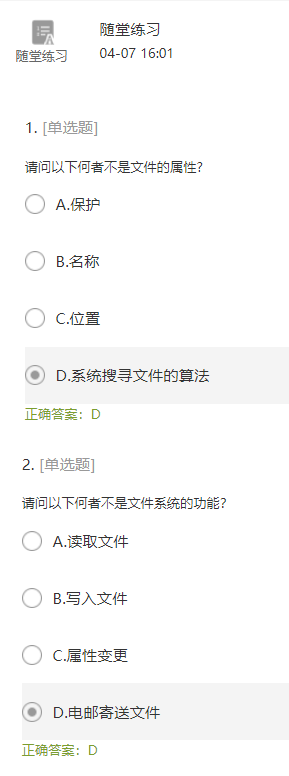 随堂练习
随堂练习
04-07 16:01
1. [单选题]
请问以下何者不是文件的属性?
A.保护
B.名称
C.位置
D.系统搜寻文件的算法
正确答案：D
2. [单选题]
请问以下何者不是文件系统的功能?
A.读取文件
B.写入文件
C.属性变更
D.电邮寄送文件
正确答案：D